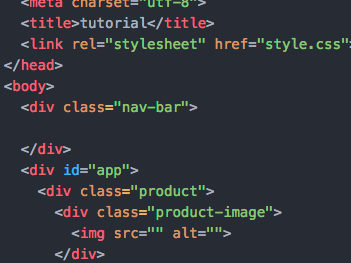 <meta charset="utf-8">
<title>tutorial</title>
<link rel="stylesheet" href="style.css">
</head>
<body>
<div class="nav-bar">
</div>
<div id="app">
<div class="product">
<div class="product-image">
<img src="" alt="">
</div>